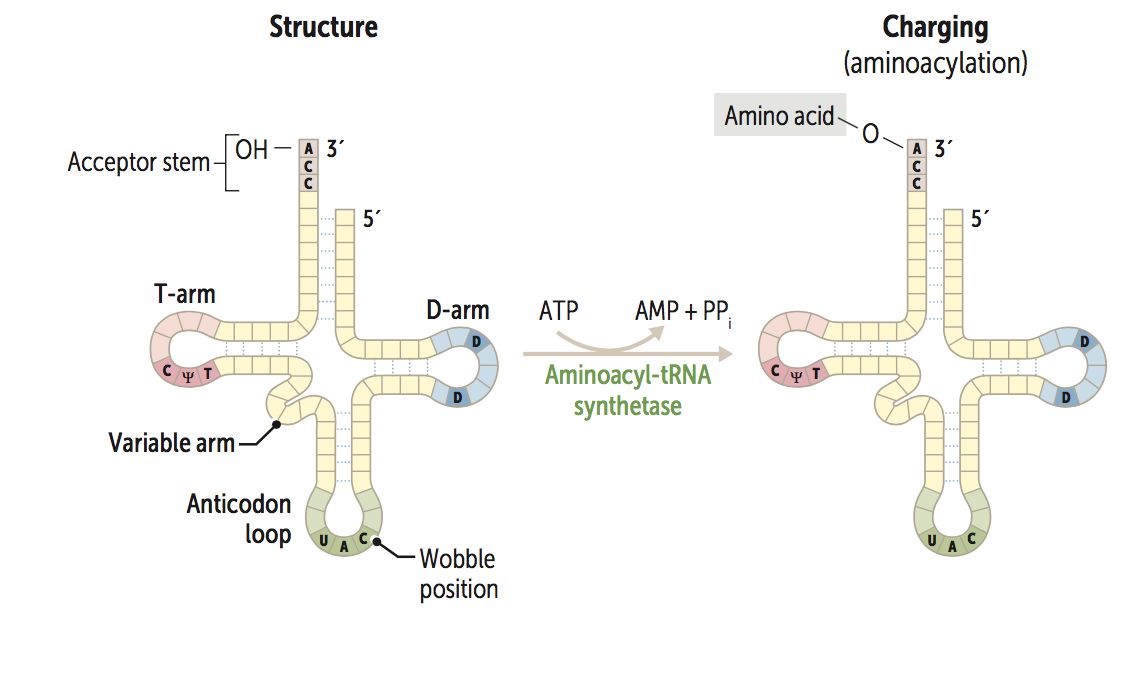 Structure
Charging
(aminoacylation)
Amino acid
O
Acceptor stem
OH
A
C
C
3´
5´
A
C
C
3´
5´
T-arm
D-arm
ATP
AMP + PPi
Aminoacyl-tRNA
synthetase
C Ψ T
D
D
C Ψ T
D
D
Variable arm
Anticodon
loop
U A C
Wobble
position
U A C